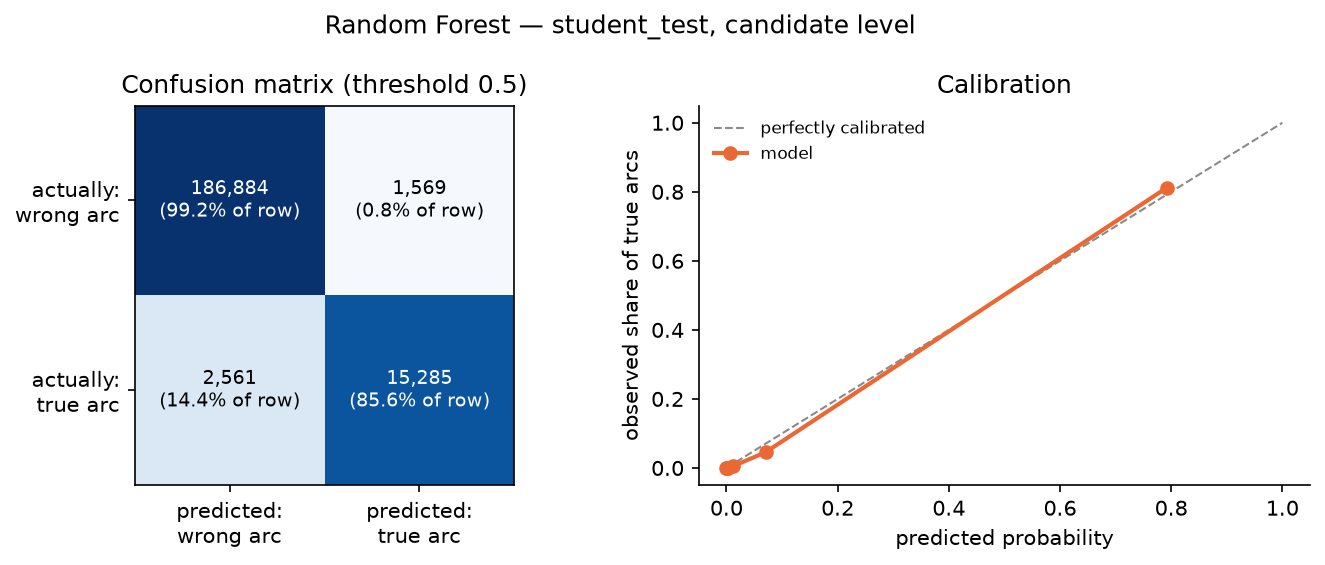 Random Forest — student_test, candidate level
Confusion matrix (threshold 0.5)
actually:
wrong arc
186,884
(99.2% of row)
1,569
(0.8% of row)
actually:
true arc
2,561
(14.4% of row)
15,285
(85.6% of row)
predicted:
wrong arc
predicted:
true arc
Calibration
perfectly calibrated
model
observed share of true arcs
1.0
0.8
0.6
0.4
0.2
0.0
0.0
0.2
0.4
0.6
0.8
1.0
predicted probability